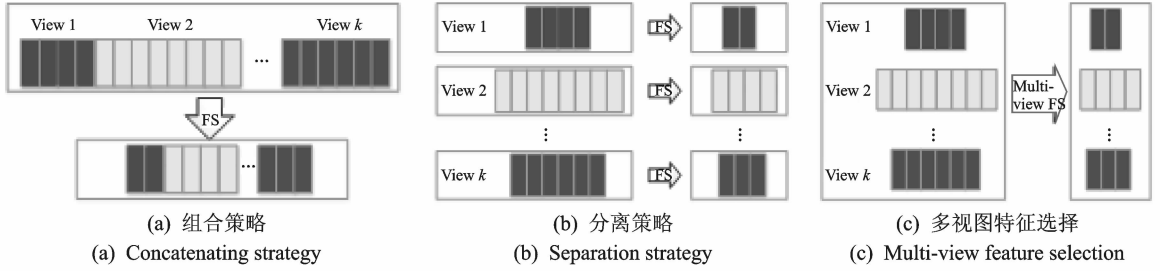 View 1 View 2 ... View k
FS
...
(a) 组合策略
(a) Concatenating strategy
View 1 FS
View 2 FS
⋮ ⋮
View k FS
(b) 分离策略
(b) Separation strategy
View 1
View 2
Multi-
view FS
⋮ ⋮
View k
(c) 多视图特征选择
(c) Multi-view feature selection